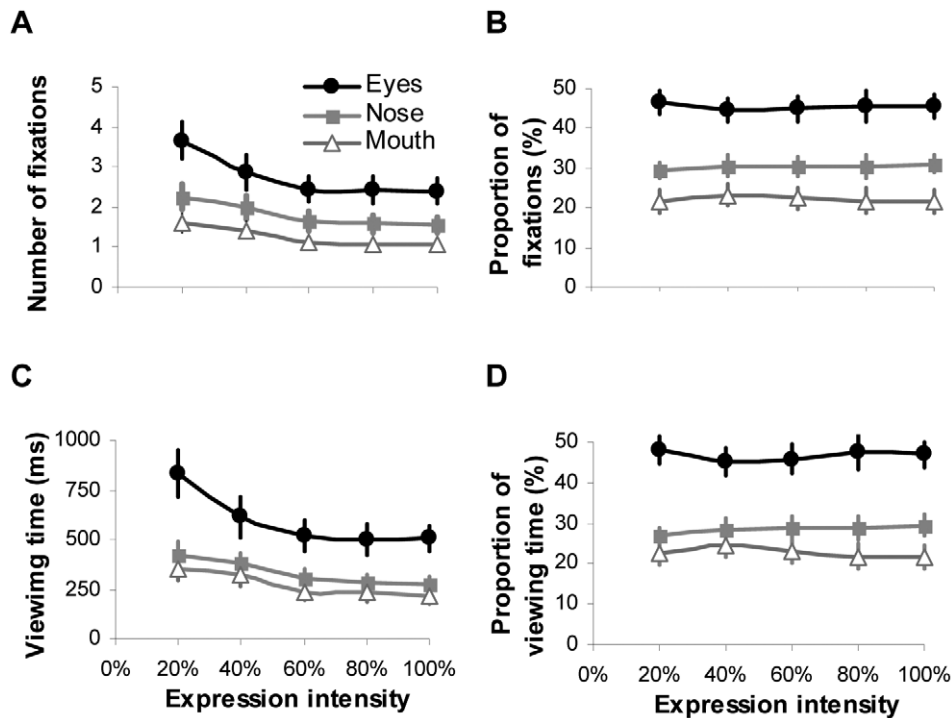 A
Number of fixations
5
4
3
2
1
0
Eyes
Nose
Mouth
B
Proportion of
fixations (%)
50
40
30
20
10
0
C
Viewimg time (ms)
1000
750
500
250
0
0% 20% 40% 60% 80% 100%
Expression intensity
D
Proportion of
viewing time (%)
50
40
30
20
10
0
0% 20% 40% 60% 80% 100%
Expression intensity